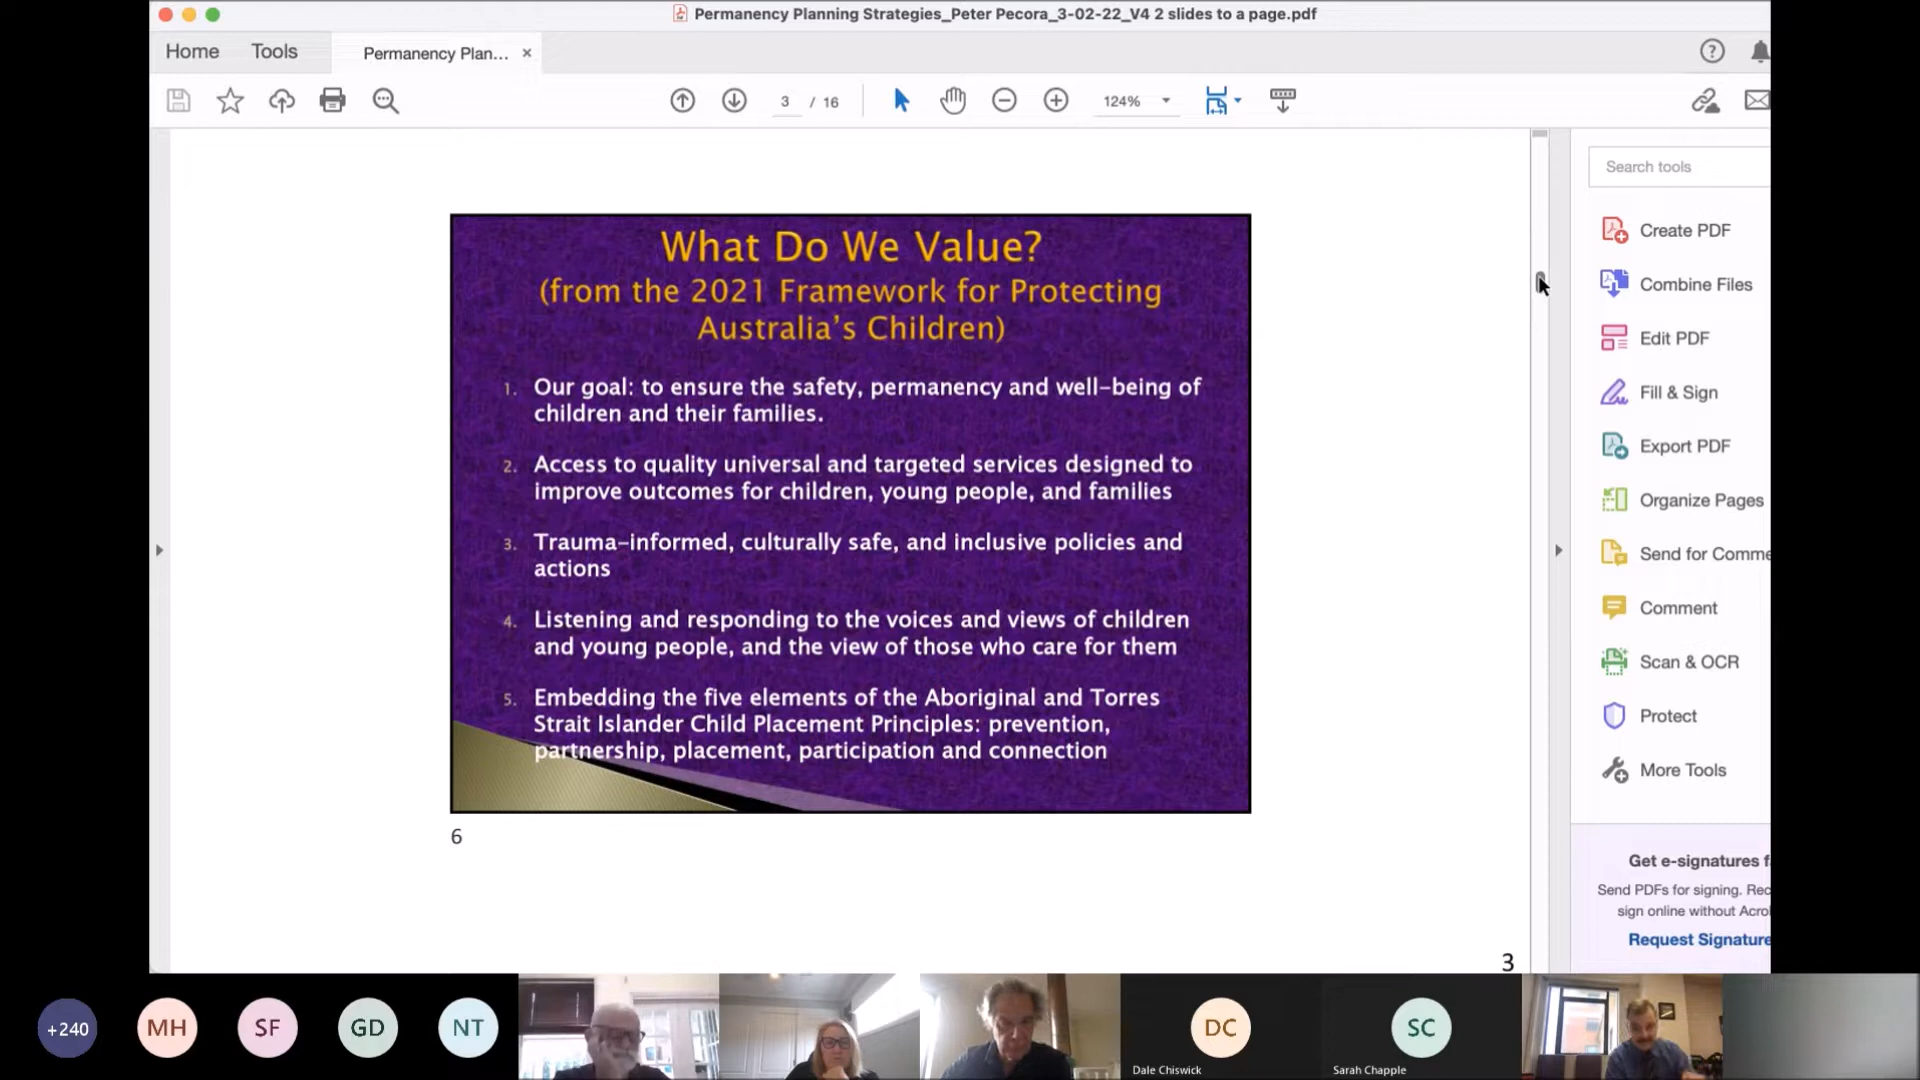 Permanency Planning Strategies_Peter Pecora_3-02-22_V4 2 slides to a page.pdf
Home
Tools
Permanency Plan...
3 / 16
124%
Search tools
What Do We Value?
(from the 2021 Framework for Protecting
Australia's Children)
1. Our goal: to ensure the safety, permanency and well-being of
children and their families.
2. Access to quality universal and targeted services designed to
improve outcomes for children, young people, and families
3. Trauma-informed, culturally safe, and inclusive policies and
actions
4. Listening and responding to the voices and views of children
and young people, and the view of those who care for them
5. Embedding the five elements of the Aboriginal and Torres
Strait Islander Child Placement Principles: prevention,
partnership, placement, participation and connection
6
3
Create PDF
Combine Files
Edit PDF
Fill & Sign
Export PDF
Organize Pages
Send for Comme
Comment
Scan & OCR
Protect
More Tools
Get e-signatures f
Send PDFs for signing. Rec
sign online without Acro
Request Signature
+240
MH
SF
GD
NT
DC
Dale Chiswick
SC
Sarah Chapple